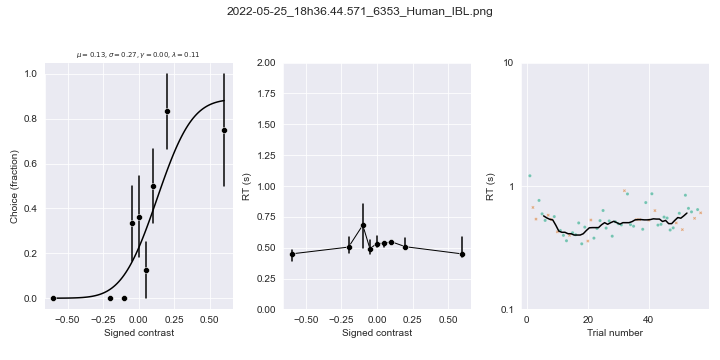 2022-05-25_18h36.44.571_6353_Human_IBL.png
μ = 0.13, σ = 0.27, γ = 0.00, λ = 0.11
Choice (fraction)
1.0
0.8
0.6
0.4
0.2
0.0
−0.50 −0.25 0.00 0.25 0.50
Signed contrast
RT (s)
2.00
1.75
1.50
1.25
1.00
0.75
0.50
0.25
0.00
−0.50 −0.25 0.00 0.25 0.50
Signed contrast
RT (s)
10
1
0.1
0 20 40
Trial number